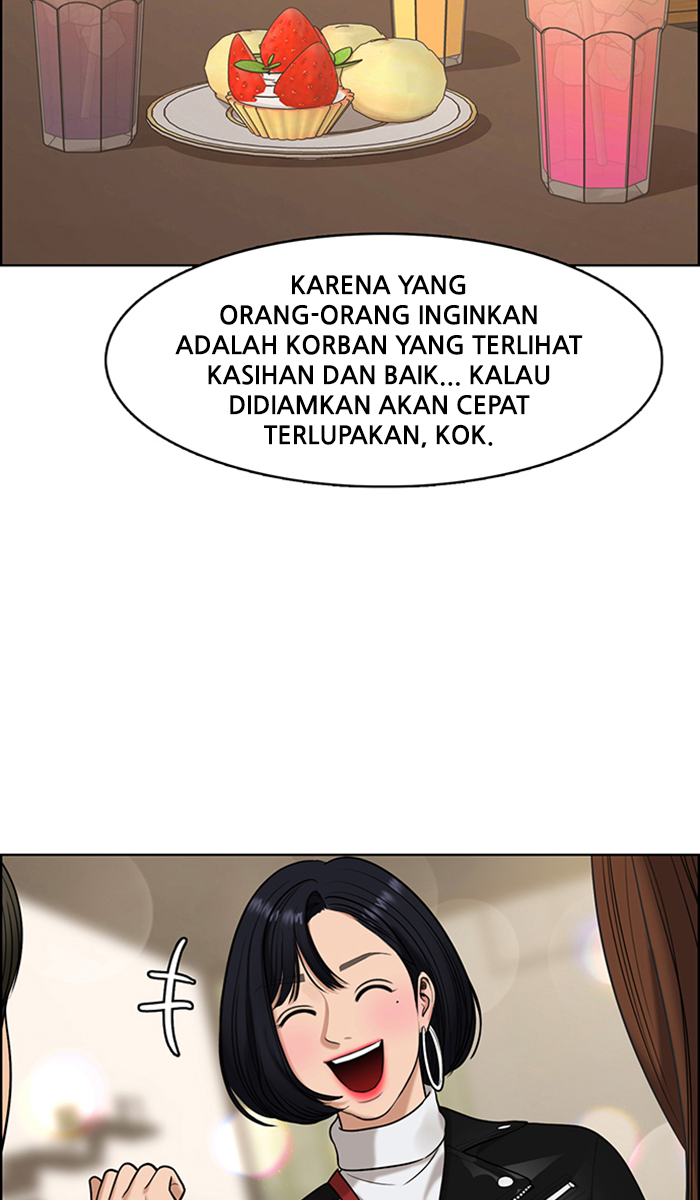 KARENA YANG
ORANG-ORANG INGINKAN
ADALAH KORBAN YANG TERLIHAT
KASIHAN DAN BAIK... KALAU
DIDIAMKAN AKAN CEPAT
TERLUPAKAN, KOK.